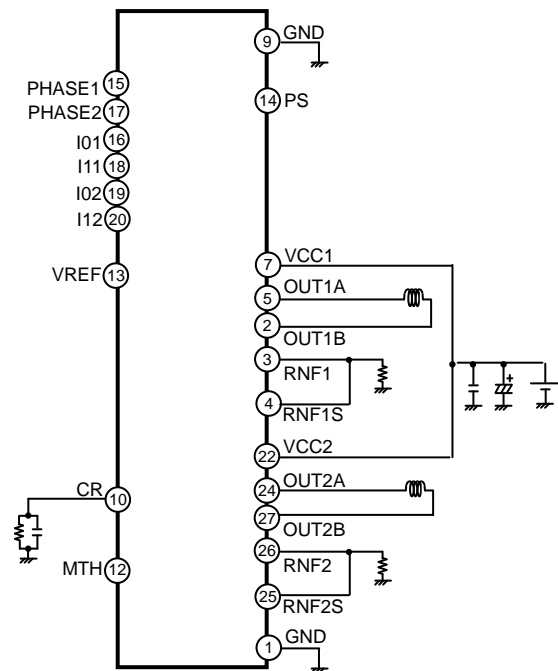 9 GND
14 PS
PHASE1 15
PHASE2 17
I01 16
I11 18
I02 19
I12 20
VREF 13
7 VCC1
5 OUT1A
2 OUT1B
3 RNF1
4 RNF1S
+
22 VCC2
24 OUT2A
27 OUT2B
26 RNF2
25 RNF2S
CR 10
MTH 12
1 GND